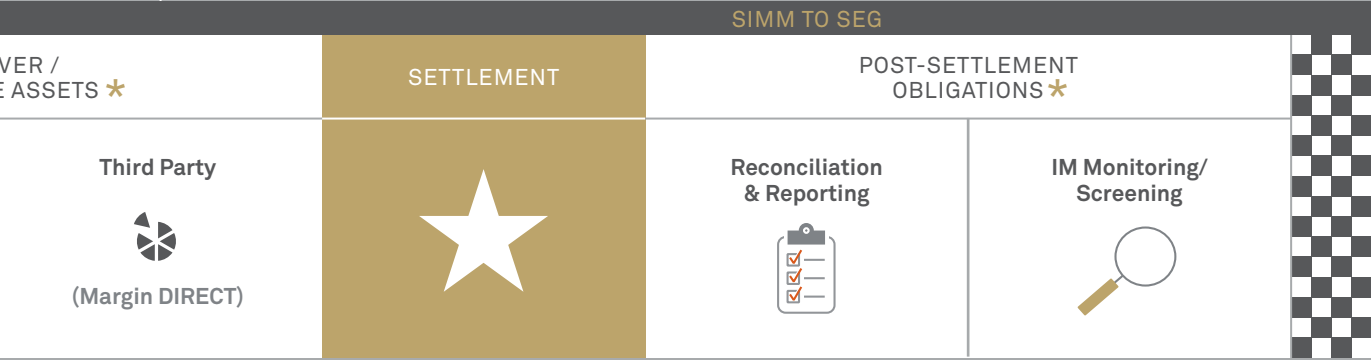 SIMM TO SEG
VER /
E ASSETS *
SETTLEMENT
POST-SETTLEMENT
OBLIGATIONS *
Third Party
(Margin DIRECT)
Reconciliation
& Reporting
IM Monitoring/
Screening